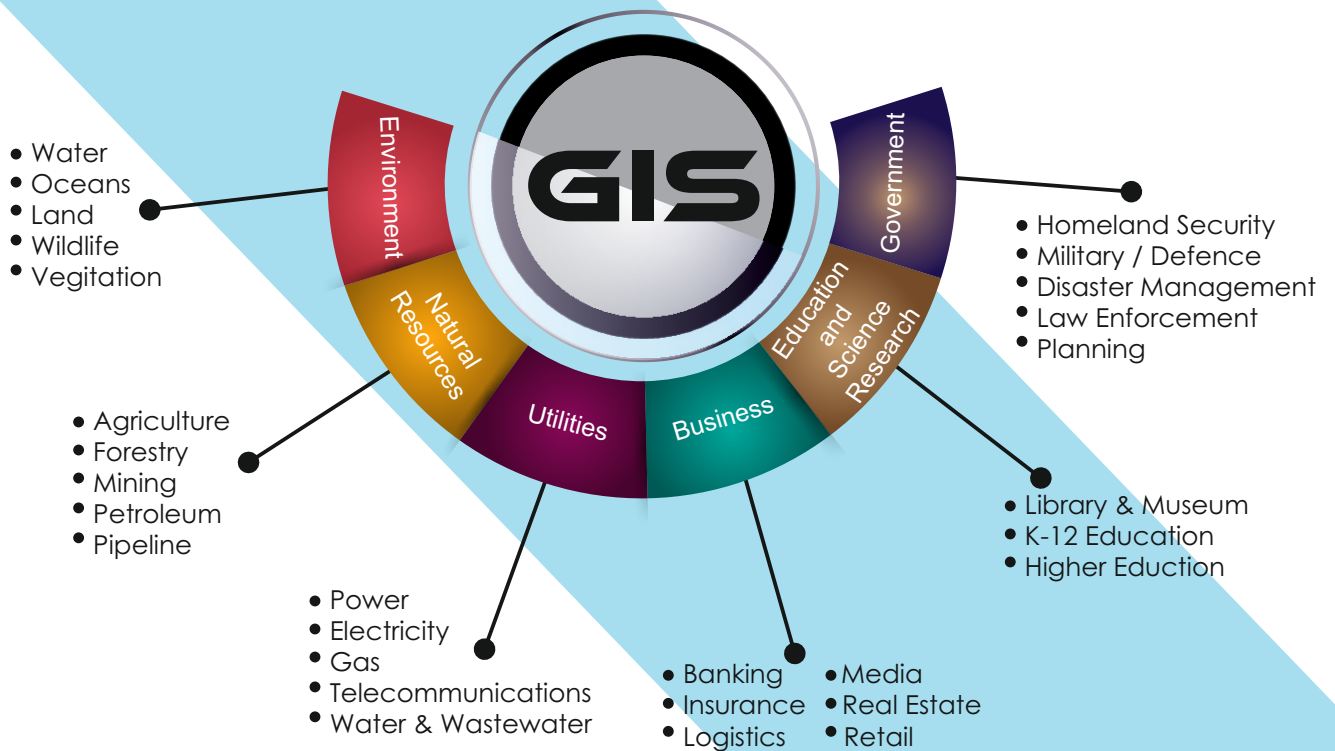 GIS
Environment
Water
Oceans
Land
Wildlife
Vegitation
Natural
Resources
Agriculture
Forestry
Mining
Petroleum
Pipeline
Utilities
Power
Electricity
Gas
Telecommunications
Water & Wastewater
Business
Banking
Insurance
Logistics
Media
Real Estate
Retail
Education
and
Science
Research
Library & Museum
K-12 Education
Higher Eduction
Government
Homeland Security
Military / Defence
Disaster Management
Law Enforcement
Planning